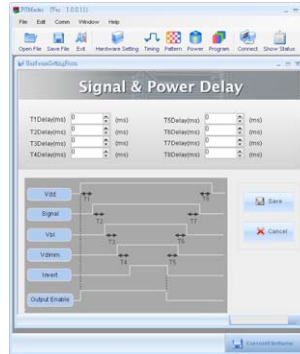 File Edit Comm Window Help
Open File Save File Exit Hardware Setting Timing Pattern Power Program Connect Show Status
Signal & Power Delay
T1Delay(ms) 0 (ms) T5Delay(ms) 0 (ms)
T2Delay(ms) 0 (ms) T6Delay(ms) 0 (ms)
T3Delay(ms) 0 (ms) T7Delay(ms) 0 (ms)
T4Delay(ms) 0 (ms) T8Delay(ms) 0 (ms)
Vdd
T1 T8
Signal
T2 T7
Vbl
T3 T6
Vdimm
T4 T5
Invert
Output Enable
Save
Cancel